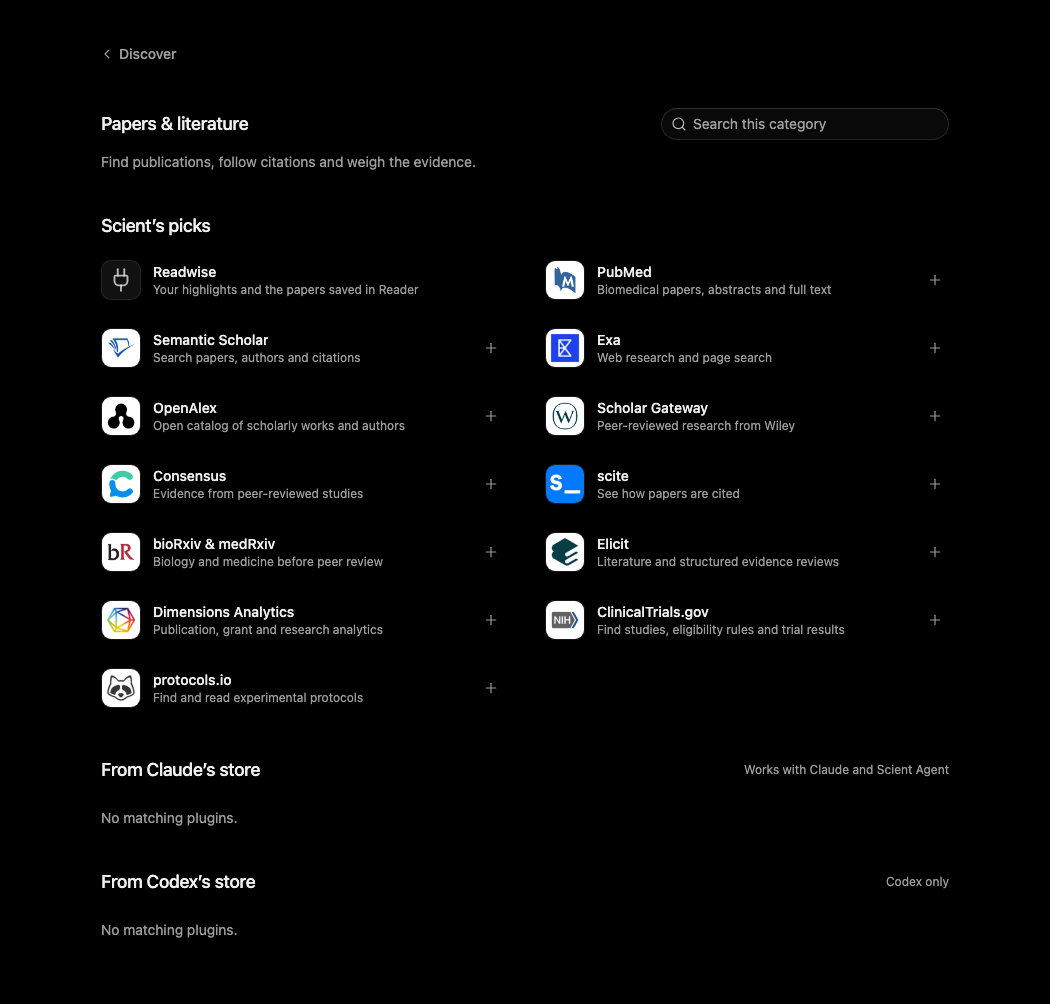 Discover
Papers & literature
Search this category
Find publications, follow citations and weigh the evidence.
Scient's picks
Readwise
Your highlights and the papers saved in Reader
PubMed
Biomedical papers, abstracts and full text
Semantic Scholar
Search papers, authors and citations
Exa
Web research and page search
OpenAlex
Open catalog of scholarly works and authors
W
Scholar Gateway
Peer-reviewed research from Wiley
Consensus
Evidence from peer-reviewed studies
S_
scite
See how papers are cited
bR
bioRxiv & medRxiv
Biology and medicine before peer review
Elicit
Literature and structured evidence reviews
Dimensions Analytics
Publication, grant and research analytics
NIH
ClinicalTrials.gov
Find studies, eligibility rules and trial results
protocols.io
Find and read experimental protocols
From Claude's store
Works with Claude and Scient Agent
No matching plugins.
From Codex's store
Codex only
No matching plugins.